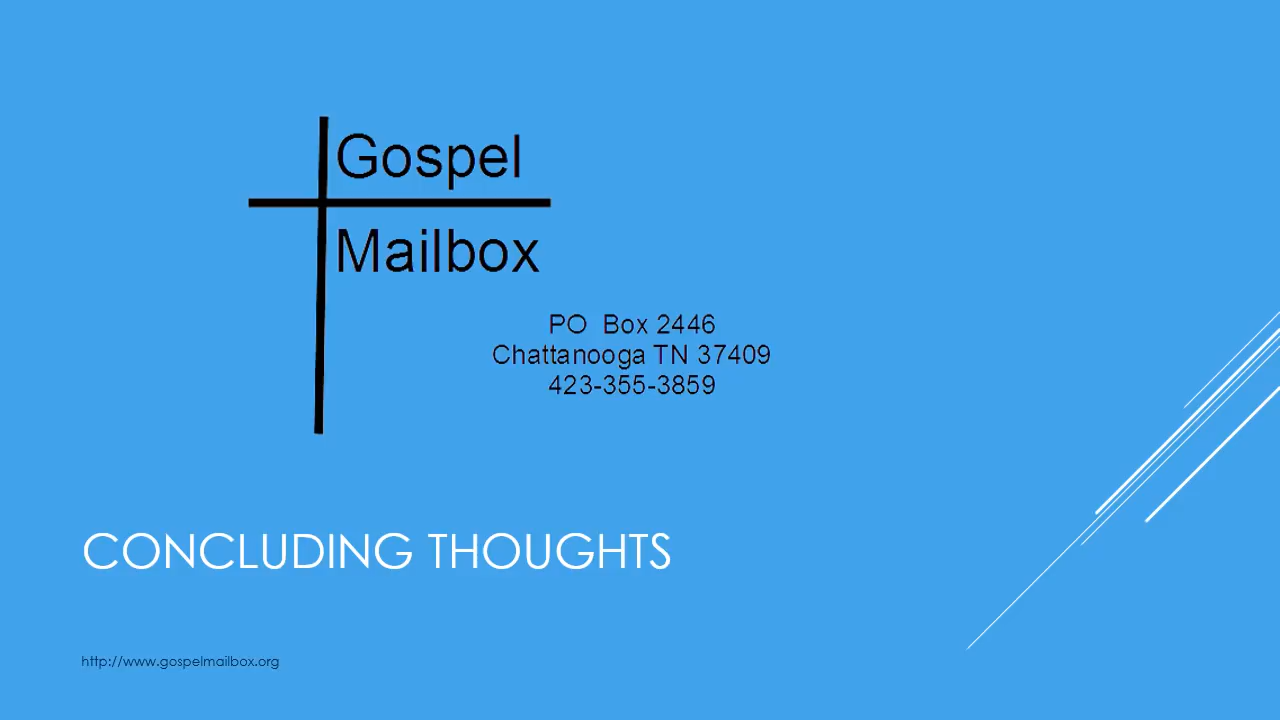 Gospel
Mailbox
PO Box 2446
Chattanooga TN 37409
423-355-3859
CONCLUDING THOUGHTS
http://www.gospelmailbox.org